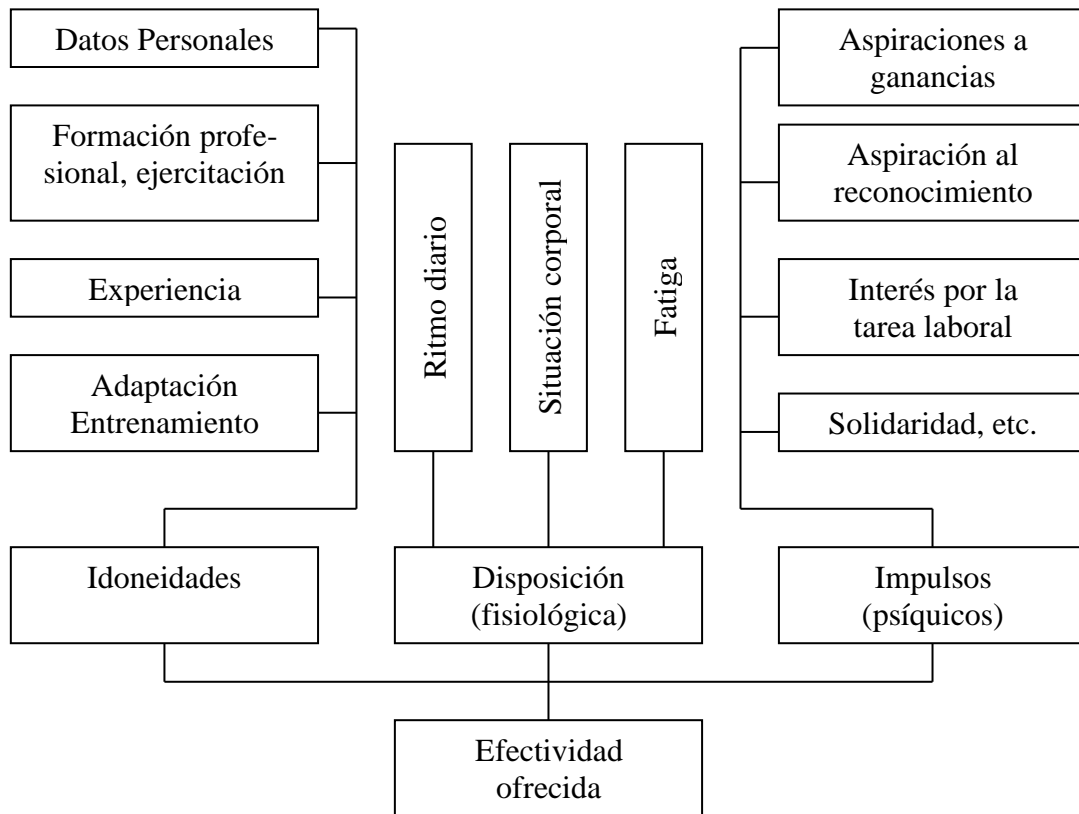 Datos Personales
Formación profe-
sional, ejercitación
Experiencia
Adaptación
Entrenamiento
Ritmo diario
Situación corporal
Fatiga
Aspiraciones a
ganancias
Aspiración al
reconocimiento
Interés por la
tarea laboral
Solidaridad, etc.
Idoneidades
Disposición
(fisiológica)
Impulsos
(psíquicos)
Efectividad
ofrecida